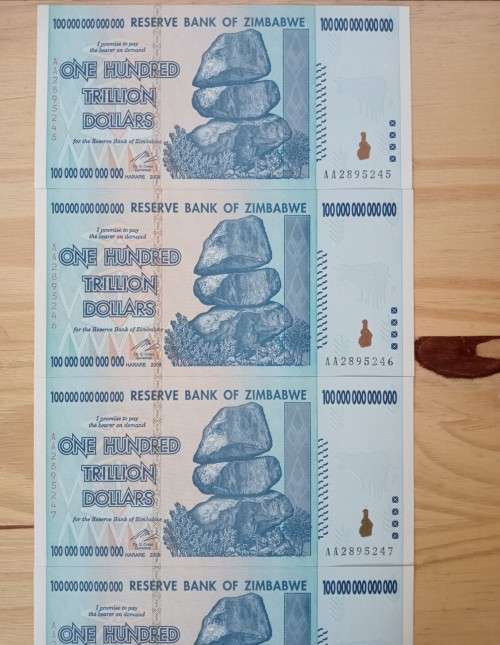 100 000 000 000 000 RESERVE BANK OF ZIMBABWE 100 000 000 000 000
I promise to pay
the bearer on demand
ONE HUNDRED
TRILLION
DOLLARS
for the Reserve Bank of Zimbabwe
100 000 000 000 000 HARARE 2008
AA2895245
AA2895245
100 000 000 000 000 RESERVE BANK OF ZIMBABWE 100 000 000 000 000
I promise to pay
the bearer on demand
ONE HUNDRED
TRILLION
DOLLARS
for the Reserve Bank of Zimbabwe
100 000 000 000 000 HARARE 2008
AA2895246
AA2895246
100 000 000 000 000 RESERVE BANK OF ZIMBABWE 100 000 000 000 000
I promise to pay
the bearer on demand
ONE HUNDRED
TRILLION
DOLLARS
for the Reserve Bank of Zimbabwe
100 000 000 000 000 HARARE 2008
AA2895247
AA2895247
100 000 000 000 000 RESERVE BANK OF ZIMBABWE 100 000 000 000 000
I promise to pay
the bearer on demand
ONE HUNDRED